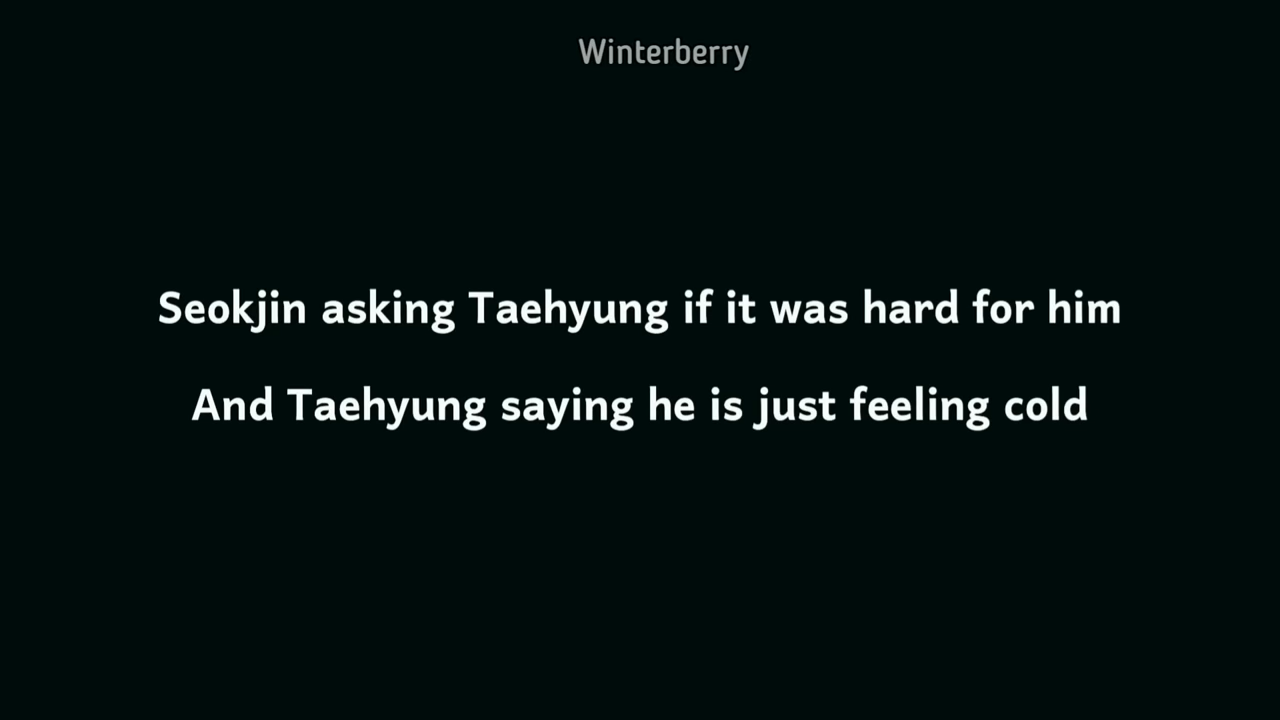 Winterberry
Seokjin asking Taehyung if it was hard for him
And Taehyung saying he is just feeling cold